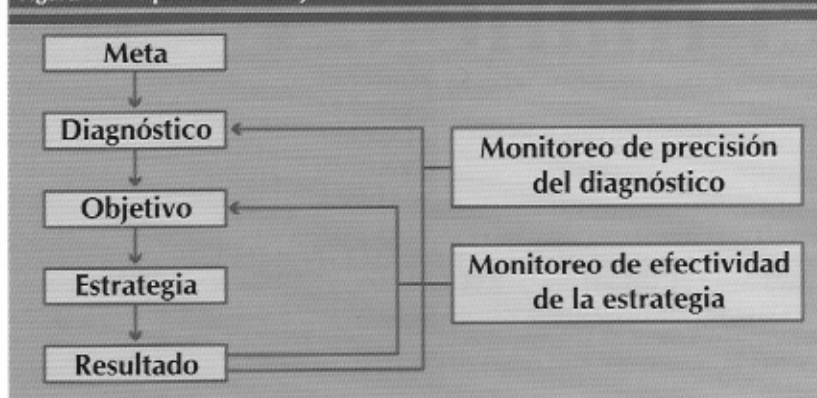 Meta
Diagnóstico
Objetivo
Estrategia
Resultado
Monitoreo de precisión
del diagnóstico
Monitoreo de efectividad
de la estrategia